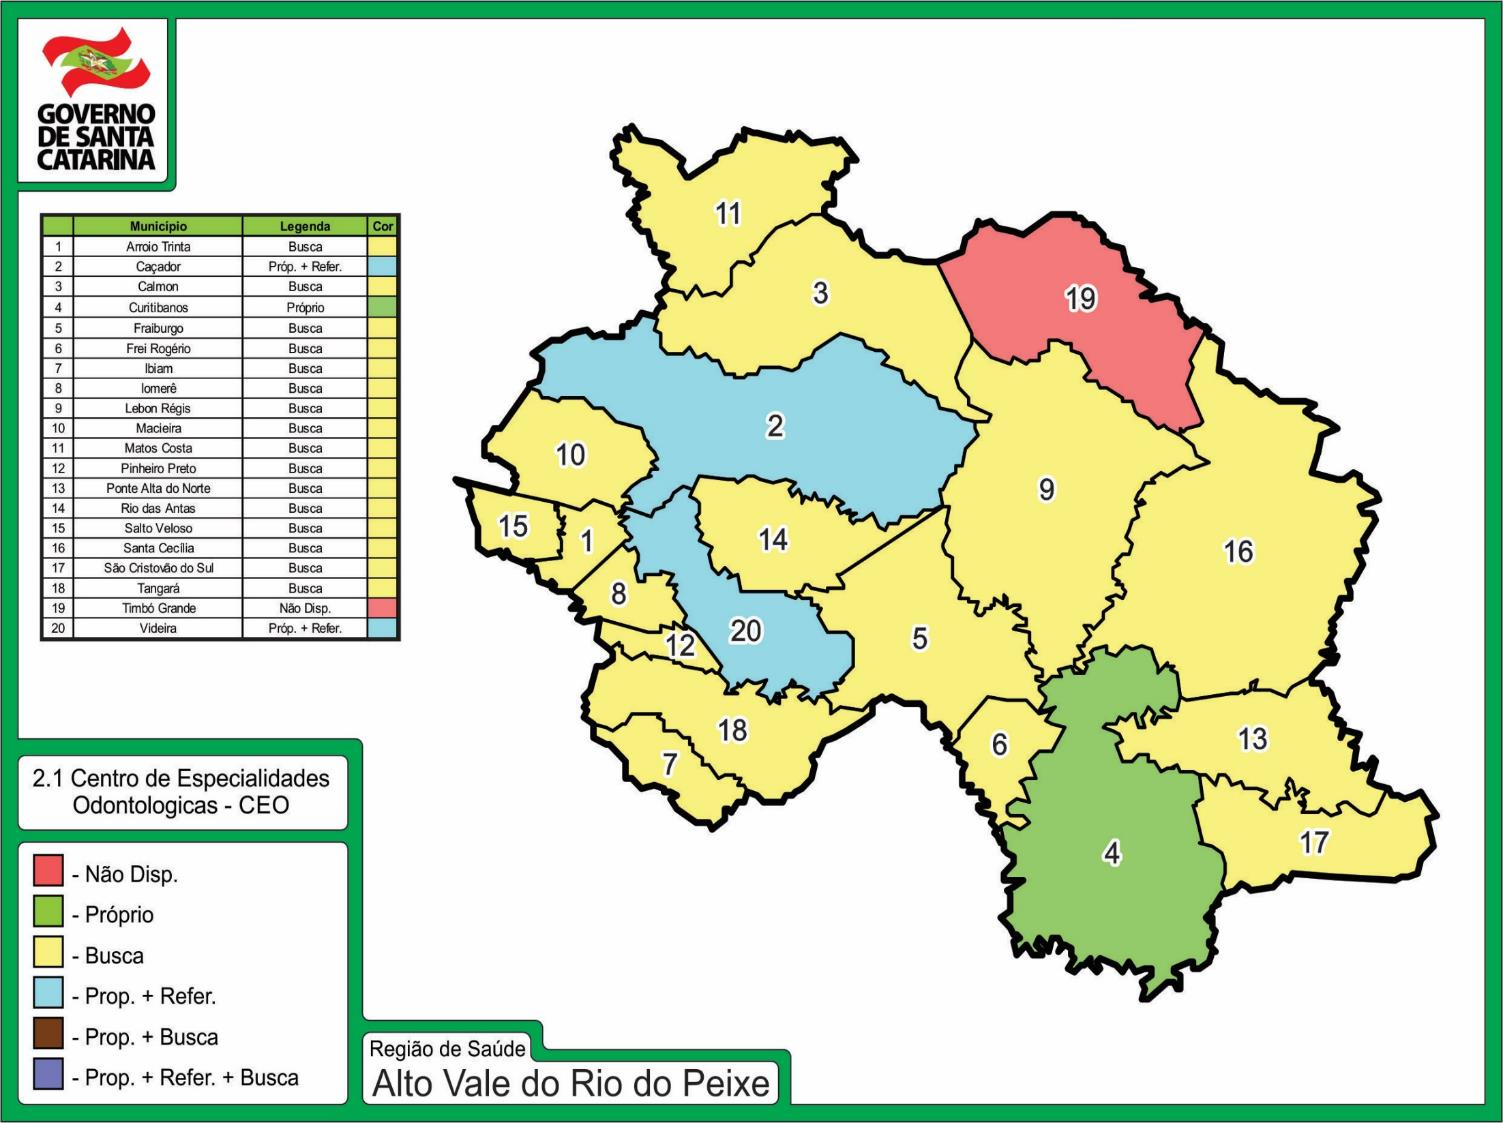 GOVERNO
DE SANTA
CATARINA
Município Legenda Cor
1 Arroio Trinta Busca
2 Caçador Próp. + Refer.
3 Calmon Busca
4 Curitibanos Próprio
5 Fraiburgo Busca
6 Frei Rogério Busca
7 Ibiam Busca
8 Iomerê Busca
9 Lebon Régis Busca
10 Macieira Busca
11 Matos Costa Busca
12 Pinheiro Preto Busca
13 Ponte Alta do Norte Busca
14 Rio das Antas Busca
15 Salto Veloso Busca
16 Santa Cecília Busca
17 São Cristovão do Sul Busca
18 Tangará Busca
19 Timbó Grande Não Disp.
20 Videira Próp. + Refer.
11
3
19
2
10
9
15
1
14
16
8
20
12
5
18
6
13
7
4
17
2.1 Centro de Especialidades
Odontologicas - CEO
- Não Disp.
- Próprio
- Busca
- Prop. + Refer.
- Prop. + Busca
- Prop. + Refer. + Busca
Região de Saúde
Alto Vale do Rio do Peixe